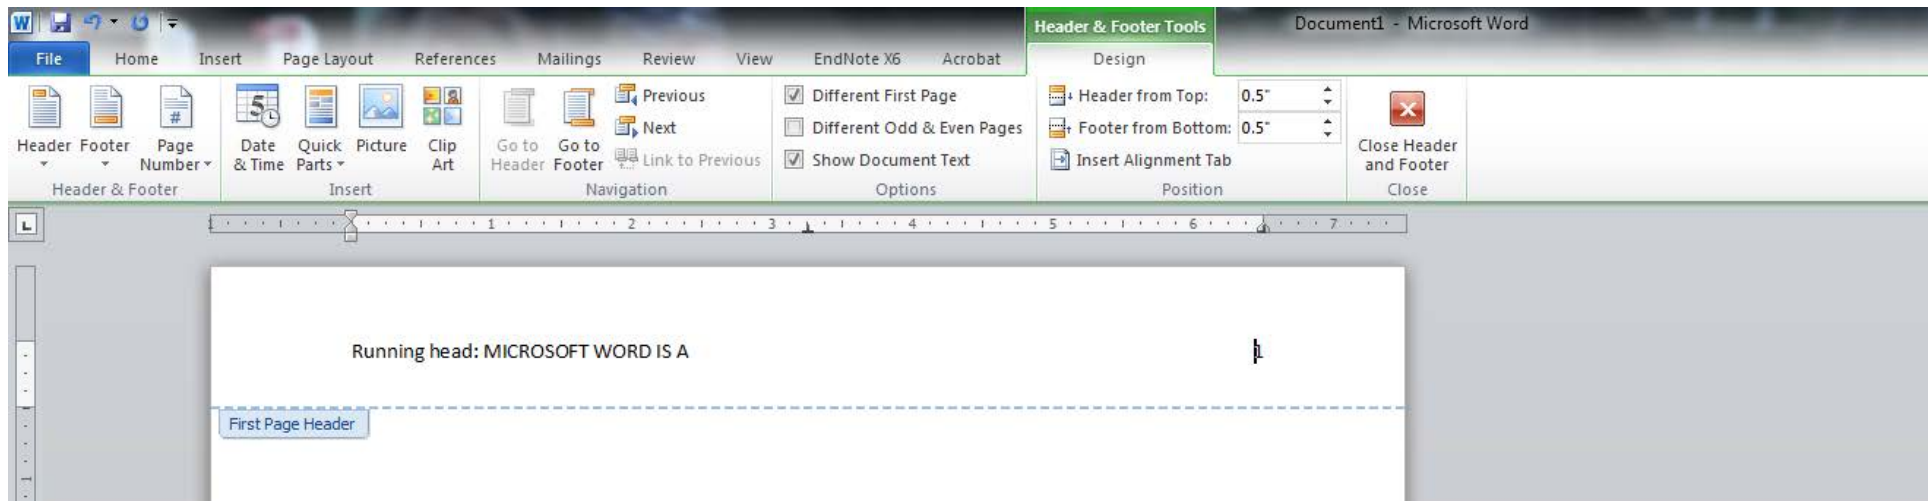 W
Header & Footer Tools
Document1 - Microsoft Word
File Home Insert Page Layout References Mailings Review View EndNote X6 Acrobat Design
Header Footer Page Number
Header & Footer
5 Date & Time Quick Parts Picture Clip Art
Insert
Go to Header Go to Footer
Previous
Next
Link to Previous
Navigation
Different First Page
Different Odd & Even Pages
Show Document Text
Options
Header from Top: 0.5"
Footer from Bottom: 0.5"
Insert Alignment Tab
Position
Close Header and Footer
Close
L
1 1 2 3 4 5 6 7
Running head: MICROSOFT WORD IS A 1
First Page Header
1